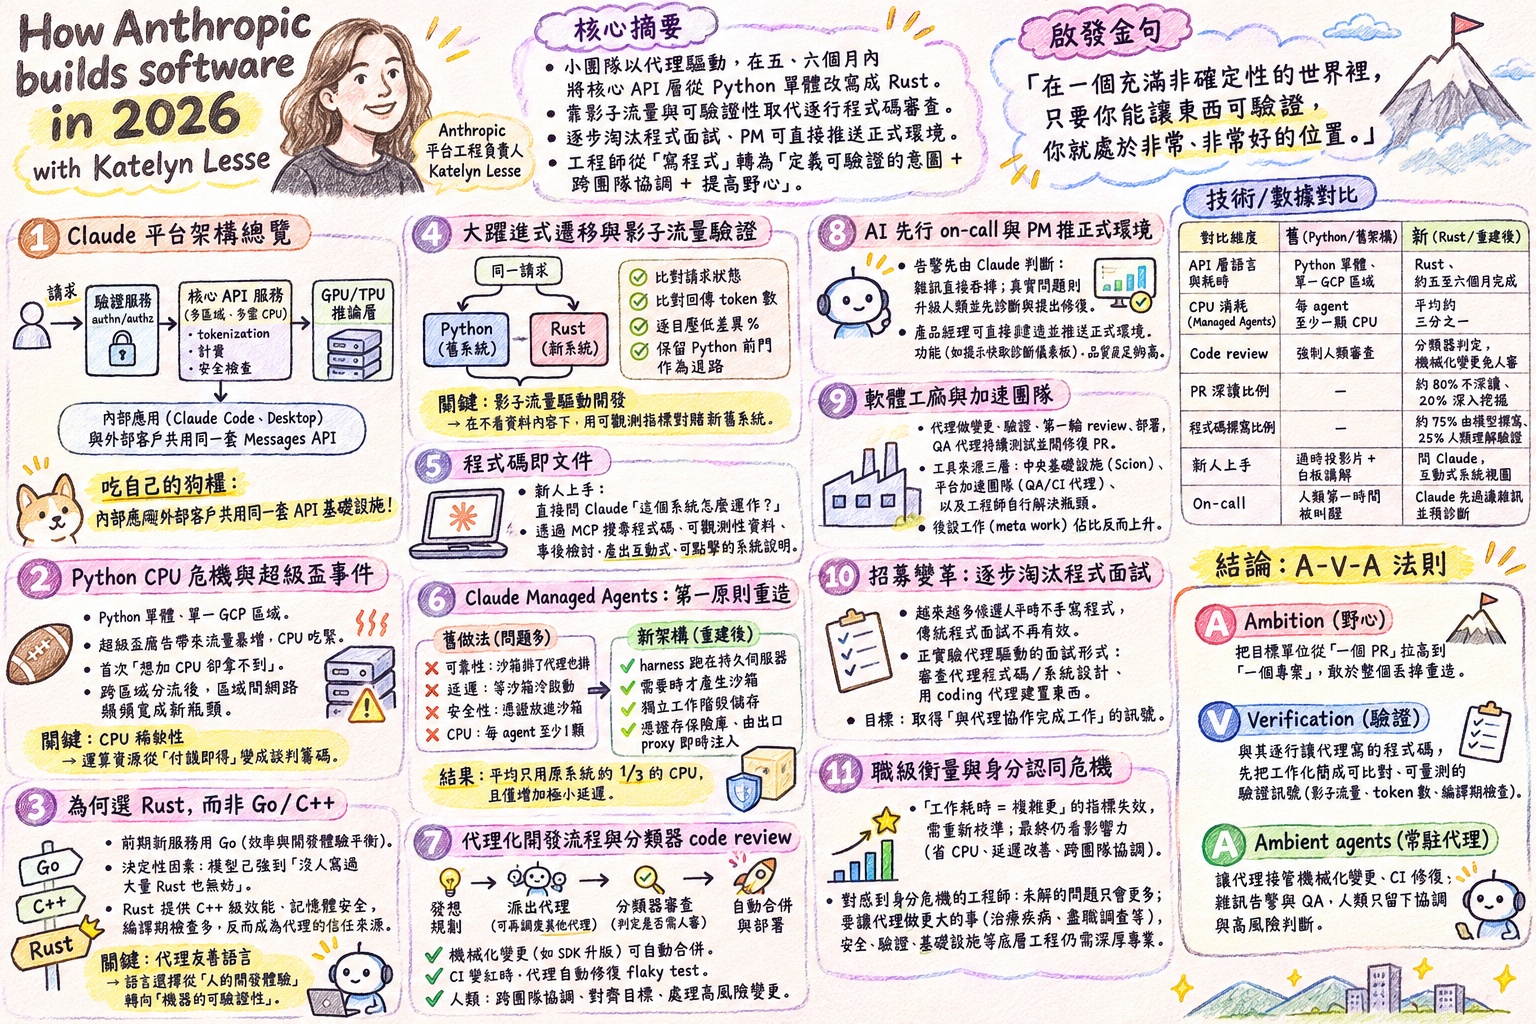 How Anthropic
builds software
in 2026
with Katelyn Lesse
Anthropic
平台工程負責人
Katelyn Lesse
核心摘要
• 小團隊以代理驅動，在五、六個月內
將核心 API 層從 Python 單體改寫成 Rust。
• 靠影子流量與可驗證性取代逐行程式碼審查。
• 逐步淘汰程式面試、PM 可直接推送正式環境。
• 工程師從「寫程式」轉為「定義可驗證的意圖 +
跨團隊協調 + 提高野心」。
啟發金句
「在一個充滿非確定性的世界裡，
只要你能讓東西可驗證，
你就處於非常、非常好的位置。」
1 Claude 平台架構總覽
請求
驗證服務
authn/authz
核心 API 服務
(多區域、多雲 CPU)
• tokenization
• 計費
• 安全檢查
GPU/TPU
推論層
內部應用 (Claude Code、Desktop)
與外部客戶共用同一套 Messages API
吃自己的狗糧：
內部應用與外部客戶共用同一套 API 基礎設施！
2 Python CPU 危機與超級盃事件
• Python 單體、單一 GCP 區域。
• 超級盃廣告帶來流量暴增，CPU 吃緊。
• 首次「想加 CPU 卻拿不到」。
• 跨區域分流後，區域間網路
頻頻寬成新瓶頸。
關鍵：CPU 稀缺性
→ 運算資源從「付錢即得」變成談判籌碼。
3 為何選 Rust, 而非 Go / C++
Go
C++
Rust
• 前期新服務用 Go (效率與開發體驗平衡)。
• 決定性因素：模型已強到「沒人寫過
大量 Rust 也無妨」。
• Rust 提供 C++ 級效能、記憶體安全，
編譯期檢查多，反而成為代理的信任來源。
關鍵：代理友善語言
→ 語言選擇從「人的開發體驗」
轉向「機器的可驗證性」。
4 大躍進式遷移與影子流量驗證
同一請求
Python
(舊系統)
Rust
(新系統)
比對請求狀態
比對回傳 token 數
逐日壓低差異 %
保留 Python 前門
作為退路
關鍵：影子流量驅動開發
→ 在不看資料內容下，用可觀測指標對賭新舊系統。
5 程式碼即文件
• 新人上手：
直接問 Claude「這個系統怎麼運作？」
• 透過 MCP 搜尋程式碼、可觀測性資料、
事後檢討，產出互動式、可點擊的系統說明。
6 Claude Managed Agents：第一原則重造
舊做法 (問題多)
✗ 可靠性：沙箱掛了代理也掛
✗ 延遲：等沙箱冷啟動
✗ 安全性：憑證放進沙箱
✗ CPU：每 agent 至少1顆
新架構 (重建後)
✓ harness 跑在持久伺服器
✓ 需要時才產生沙箱
✓ 獨立工作階段儲存
✓ 憑證存保險庫、由出口
proxy 即時注入
結果：平均只用原系統的 1/3 的 CPU，
且僅增加極小延遲。
7 代理化開發流程與分類器 code review
發想
規劃
派出代理
(可再調度其他代理)
分類器審查
(判定是否需人審)
自動合併
與部署
✓ 機械化變更 (如 SDK 升版) 可自動合併。
✓ CI 變紅時，代理自動修復 flaky test。
✓ 人類：跨團隊協調、對齊目標、處理高風險變更。
8 AI 先行 on-call 與 PM 推正式環境
• 告警先由 Claude 判斷：
雜訊直接吞掉；真實問題則
升級人類並先診斷與提出修復。
• 產品經理可直接建造並推送正式環境。
功能 (如提示快取診斷儀表板)，品質足夠高。
9 軟體工廠與加速團隊
• 代理做變更、驗證、第一輪 review、部署，
QA 代理持續測試並開修復 PR。
• 工具來源三層：中央基礎設施 (Scion)、
平台加速團隊 (QA/CI 代理)、
以及工程師自行解決瓶頸。
• 後設工作 (meta work) 佔比反而上升。
10 招募變革：逐步淘汰程式面試
• 越來越多候選人平時不手寫程式，
傳統程式面試不再有效。
• 正實驗代理驅動的面試形式：
審查代理程式碼 / 系統設計、
用 coding 代理建置東西。
• 目標：取得「與代理協作完成工作」的訊號。
11 職級衡量與身分認同危機
• 「工作耗時 = 複雜度」的指標失效，
需重新校準；最終仍看影響力
(省 CPU、延遲改善、跨團隊協調)。
• 對感到身分危機的工程師：未解的問題只會更多；
要讓代理做更大的事 (治療疾病、盡職調查等)，
安全、驗證、基礎設施等底層工程仍需深厚專業。
技術/數據對比
對比維度 舊 (Python/舊架構) 新 (Rust/重建後)
API 層語言與耗時 Python 單體、單一 GCP 區域 Rust、約五至六個月完成
CPU 消耗 (Managed Agents) 每 agent 至少一顆 CPU 平均約三分之一
Code review 強制人類審查 分類器判定，機械化變更免人審
PR 深讀比例 — 約 80% 不深讀、20% 深入挖掘
程式碼撰寫比例 — 約 75% 由模型撰寫、25% 人類理解驗證
新人上手 過時投影片+白板講解 問 Claude，互動式系統視圖
On-call 人類第一時間被叫醒 Claude 先過濾雜訊並預診斷
結論：A-V-A 法則
A Ambition (野心)
把目標單位從「一個 PR」拉高到
「一個專案」，敢於整個丟掉重造。
V Verification (驗證)
與其逐行讀代理寫的程式碼，
先把工作化簡成可比對、可量測的
驗證訊號 (影子流量、token 數、編譯期檢查)。
A Ambient agents (常駐代理)
讓代理接管機械化變更、CI 修復、
雜訊告警與 QA，人類只留下協調
與高風險判斷。